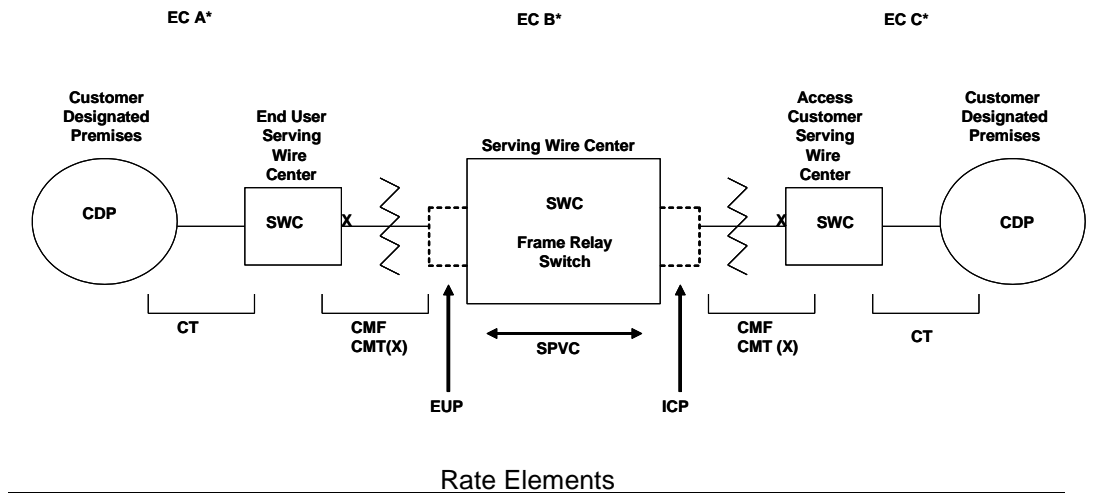 EC A*
EC B*
EC C*
Customer
Designated
Premises
End User
Serving
Wire
Center
Serving Wire Center
Access
Customer
Serving
Wire
Center
Customer
Designated
Premises
CDP
SWC
X
SWC
Frame Relay
Switch
X
SWC
CDP
CT
CMF
CMT(X)
SPVC
CMF
CMT (X)
CT
EUP
ICP
Rate Elements